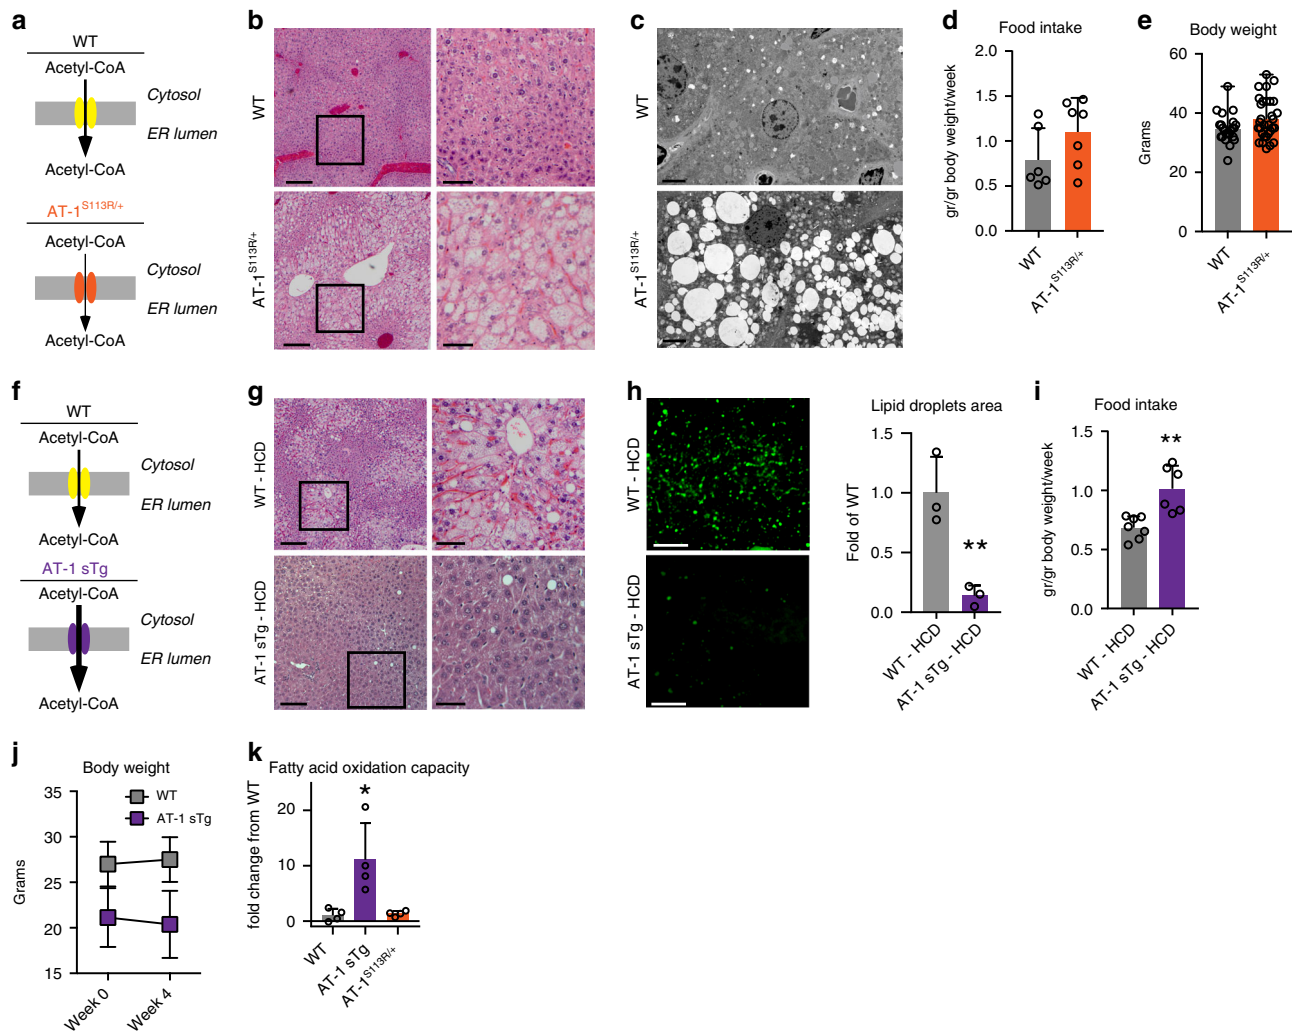 a
WT
Acetyl-CoA
Cytosol
ER lumen
Acetyl-CoA
AT-1S113R/+
Acetyl-CoA
Cytosol
ER lumen
Acetyl-CoA
b
WT
AT-1S113R/+
c
WT
AT-1S113R/+
d
Food intake
gr/gr body weight/week
2.0
1.5
1.0
0.5
0.0
WT
AT-1S113R/+
e
Body weight
Grams
60
40
20
0
WT
AT-1S113R/+
f
WT
Acetyl-CoA
Cytosol
ER lumen
Acetyl-CoA
AT-1 sTg
Acetyl-CoA
Cytosol
ER lumen
Acetyl-CoA
g
WT - HCD
AT-1 sTg - HCD
h
WT - HCD
AT-1 sTg - HCD
Lipid droplets area
Fold of WT
1.5
1.0
0.5
0.0
**
WT - HCD
AT-1 sTg - HCD
i
Food intake
gr/gr body weight/week
1.5
1.0
0.5
0.0
**
WT - HCD
AT-1 sTg - HCD
j
Body weight
Grams
35
30
25
20
15
WT
AT-1 sTg
Week 0
Week 4
k
Fatty acid oxidation capacity
fold change from WT
20
10
0
*
WT
AT-1 sTg
AT-1S113R/+